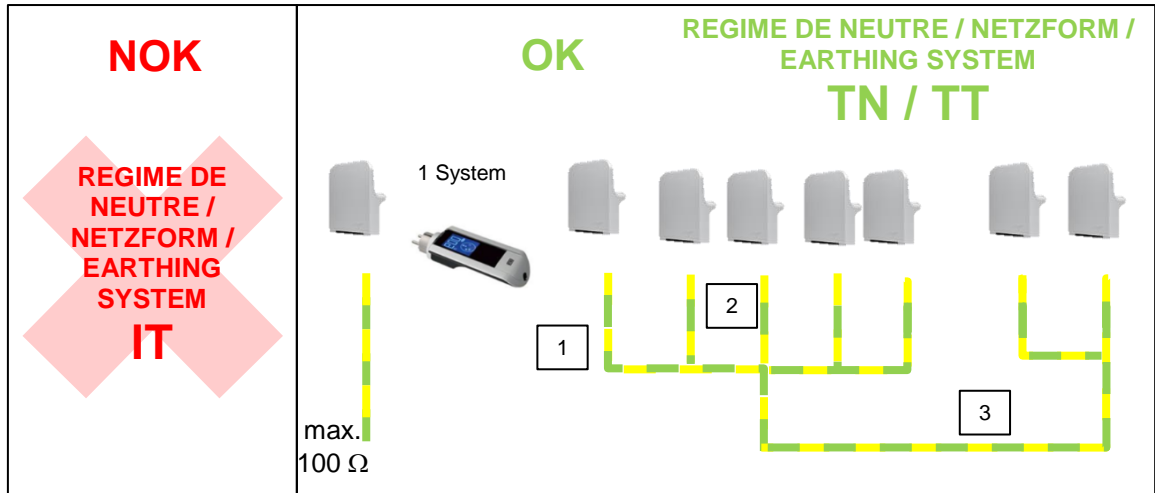 NOK
REGIME DE
NEUTRE /
NETZFORM /
EARTHING
SYSTEM
IT
OK
REGIME DE NEUTRE / NETZFORM /
EARTHING SYSTEM
TN / TT
1 System
1
2
3
max.
100 Ω